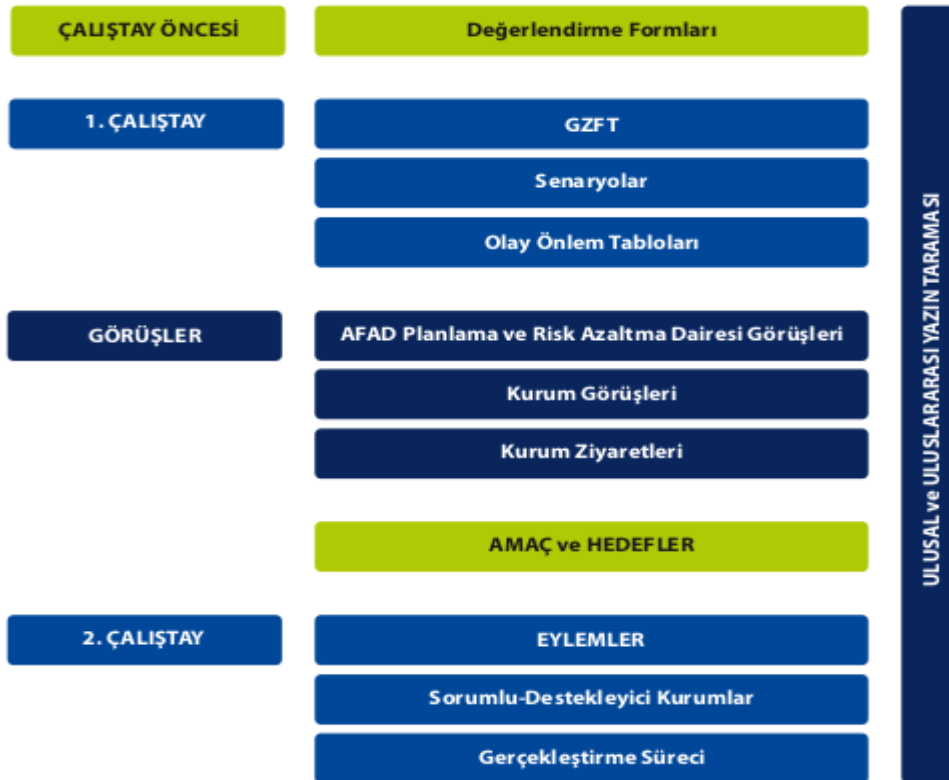 ÇALIŞTAY ÖNCESİ
Değerlendirme Formları
1. ÇALIŞTAY
GZFT
Senaryolar
Olay Önlem Tabloları
GÖRÜŞLER
AFAD Planlama ve Risk Azaltma Dairesi Görüşleri
Kurum Görüşleri
Kurum Ziyaretleri
AMAÇ ve HEDEFLER
2. ÇALIŞTAY
EYLEMLER
Sorumlu-Destekleyici Kurumlar
Gerçekleştirme Süreci
ULUSAL ve ULUSLARARASI YAZIN TARAMASI